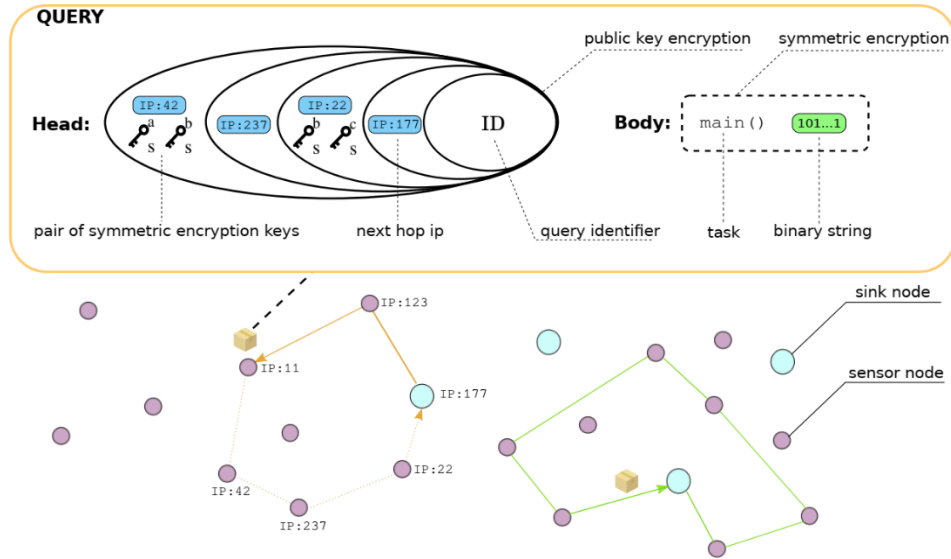 QUERY
public key encryption
symmetric encryption
IP:42
IP:22
a b
b c
Head:
IP:237
IP:177
ID
Body:
main()
101...1
s s
s s
pair of symmetric encryption keys
next hop ip
query identifier
task
binary string
sink node
IP:123
IP:11
sensor node
IP:177
IP:22
IP:42
IP:237